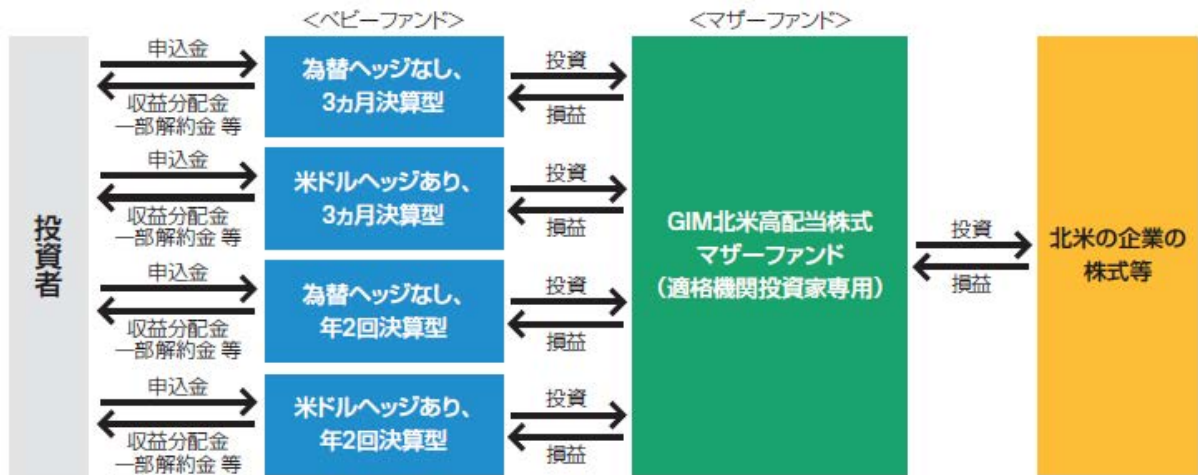 <ベビーファンド>
<マザーファンド>
投資者
申込金
収益分配金
一部解約金 等
為替ヘッジなし、
3ヵ月決算型
投資
損益
申込金
収益分配金
一部解約金 等
米ドルヘッジあり、
3ヵ月決算型
投資
損益
申込金
収益分配金
一部解約金 等
為替ヘッジなし、
年2回決算型
投資
損益
申込金
収益分配金
一部解約金 等
米ドルヘッジあり、
年2回決算型
投資
損益
GIM北米高配当株式
マザーファンド
(適格機関投資家専用)
投資
損益
北米の企業の
株式等